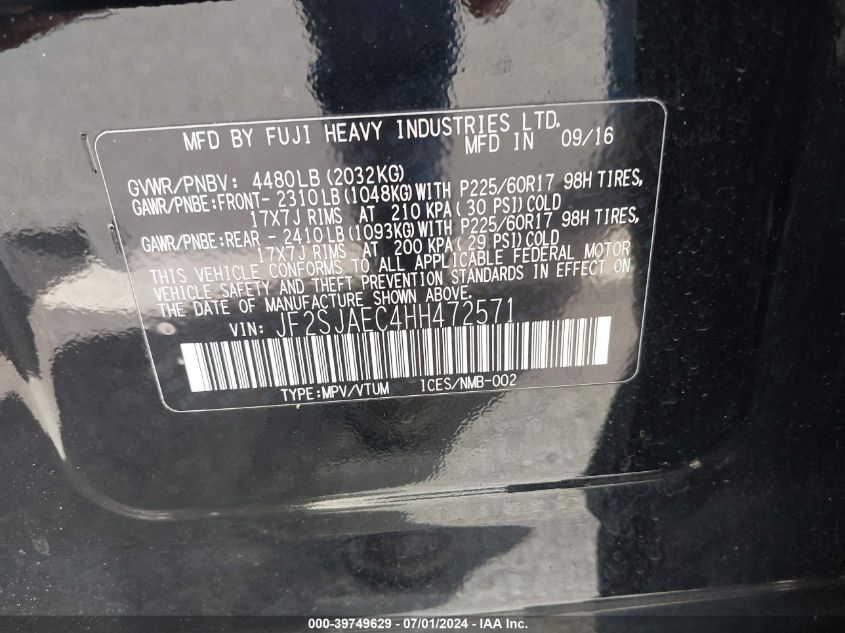 MFD BY FUJI HEAVY INDUSTRIES LTD.
MFD IN 09/16
GVWR/PNBV: 4480LB(2032KG)
GAWR/PNBE:FRONT- 2310LB(1048KG)WITH P225/60R17 98H TIRES,
17X7J RIMS AT 210 KPA(30 PSI)COLD
GAWR/PNBE:REAR - 2410LB(1093KG)WITH P225/60R17 98H TIRES,
17X7J RIMS AT 200 KPA(29 PSI)COLD
THIS VEHICLE CONFORMS TO ALL APPLICABLE FEDERAL MOTOR
VEHICLE SAFETY AND THEFT PREVENTION STANDARDS IN EFFECT ON
THE DATE OF MANUFACTURE SHOWN ABOVE.
VIN: JF2SJAEC4HH472571
TYPE:MPV/VTUM ICES/NMB-002
000-39749629 - 07/01/2024 - IAA Inc.